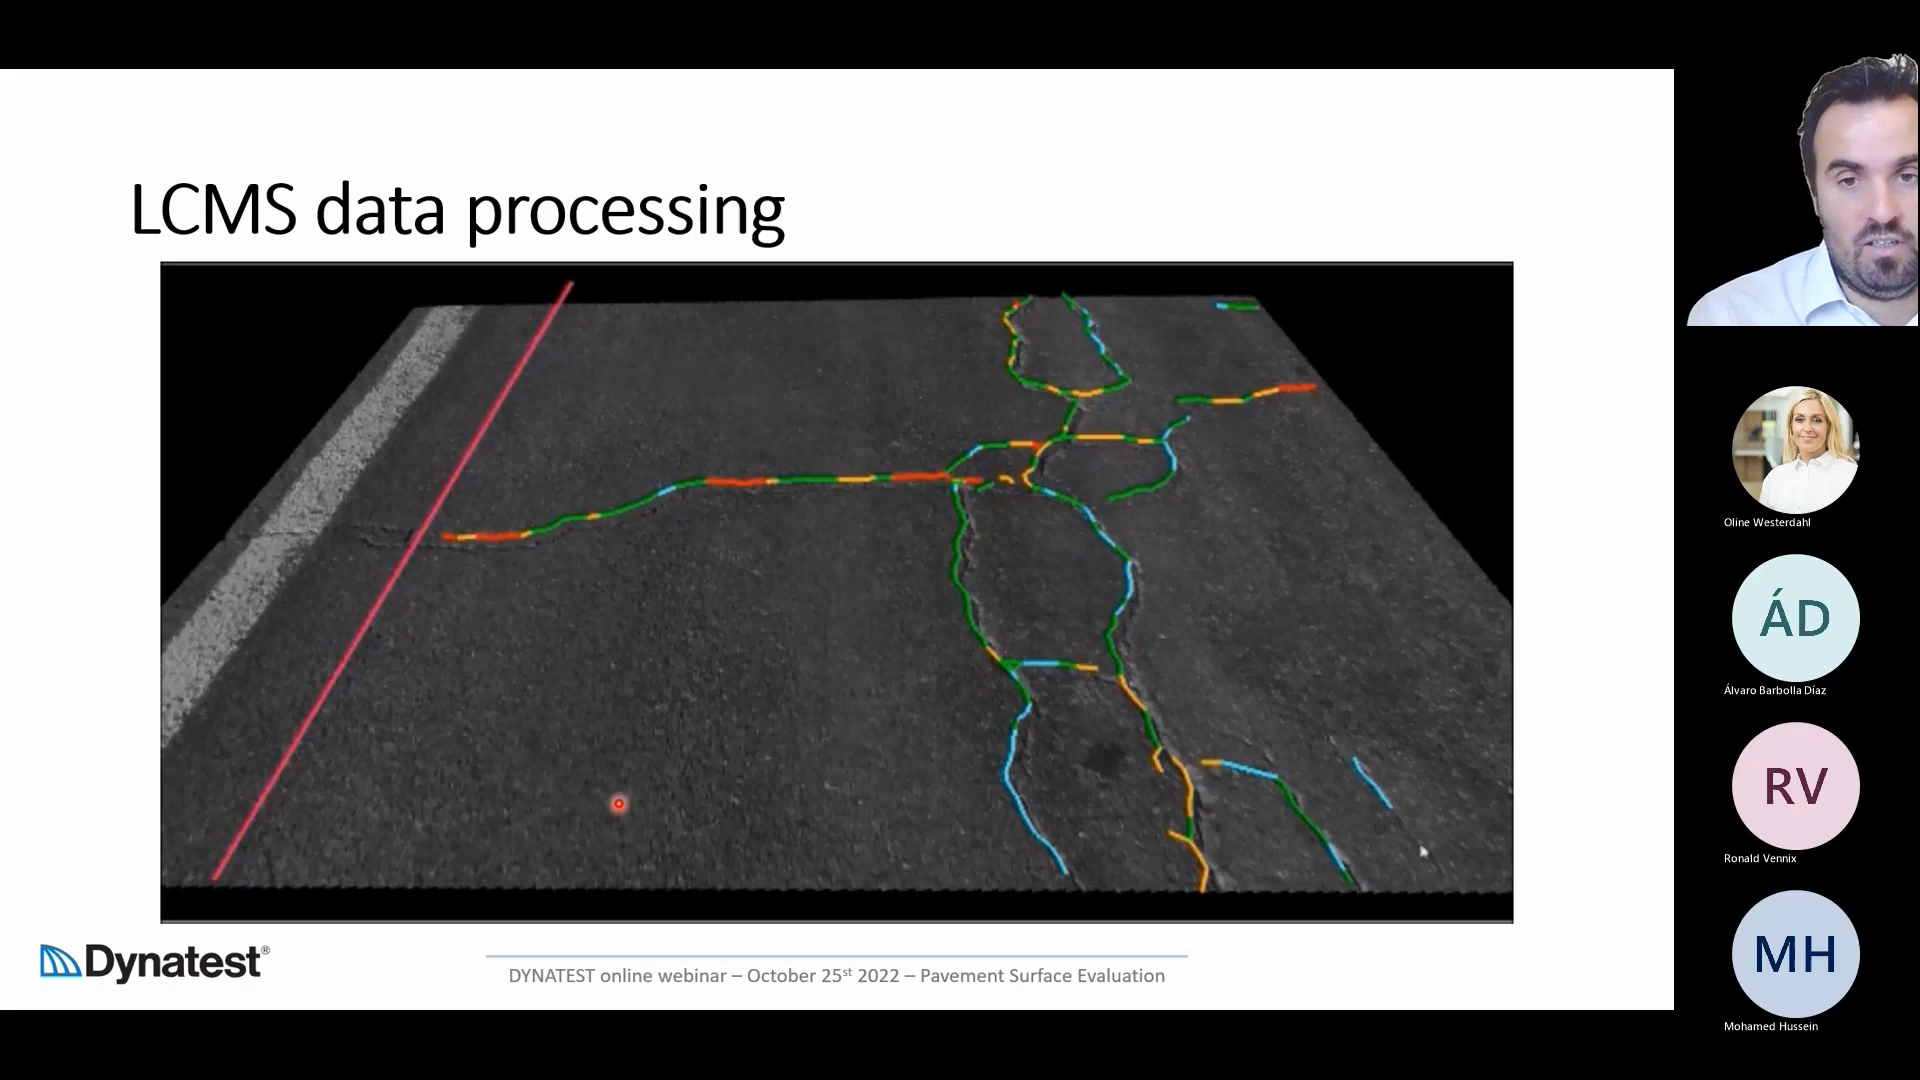 LCMS data processing
Dynatest®
DYNATEST online webinar – October 25st 2022 – Pavement Surface Evaluation
Oline Westerdahl
ÁD
Álvaro Barbolla Díaz
RV
Ronald Vennix
MH
Mohamed Hussein